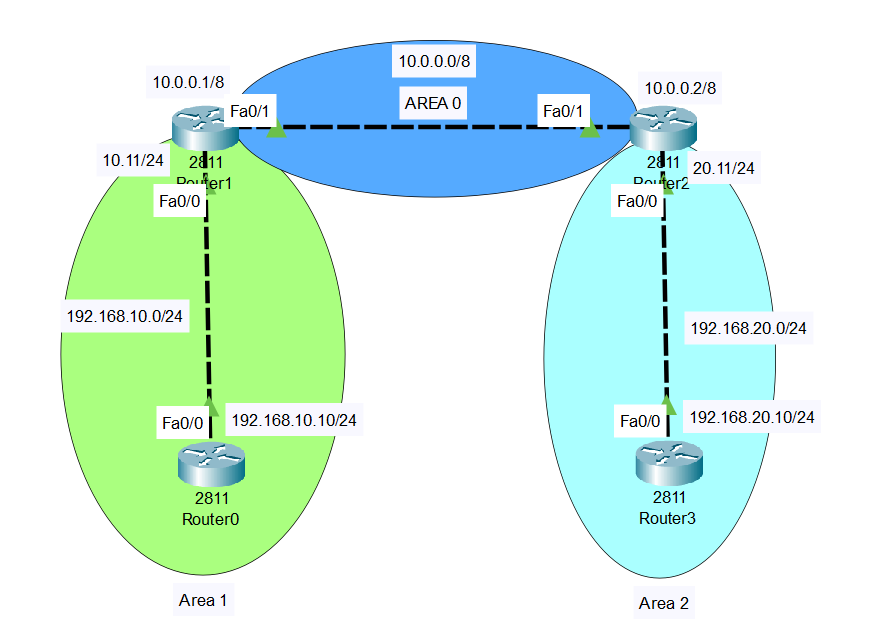 10.0.0.0/8
10.0.0.1/8
10.0.0.2/8
Fa0/1
AREA 0
Fa0/1
10.11/24
2811
Router1
Fa0/0
2811
Router2
20.11/24
Fa0/0
192.168.10.0/24
192.168.20.0/24
Fa0/0
192.168.10.10/24
2811
Router0
Fa0/0
192.168.20.10/24
2811
Router3
Area 1
Area 2